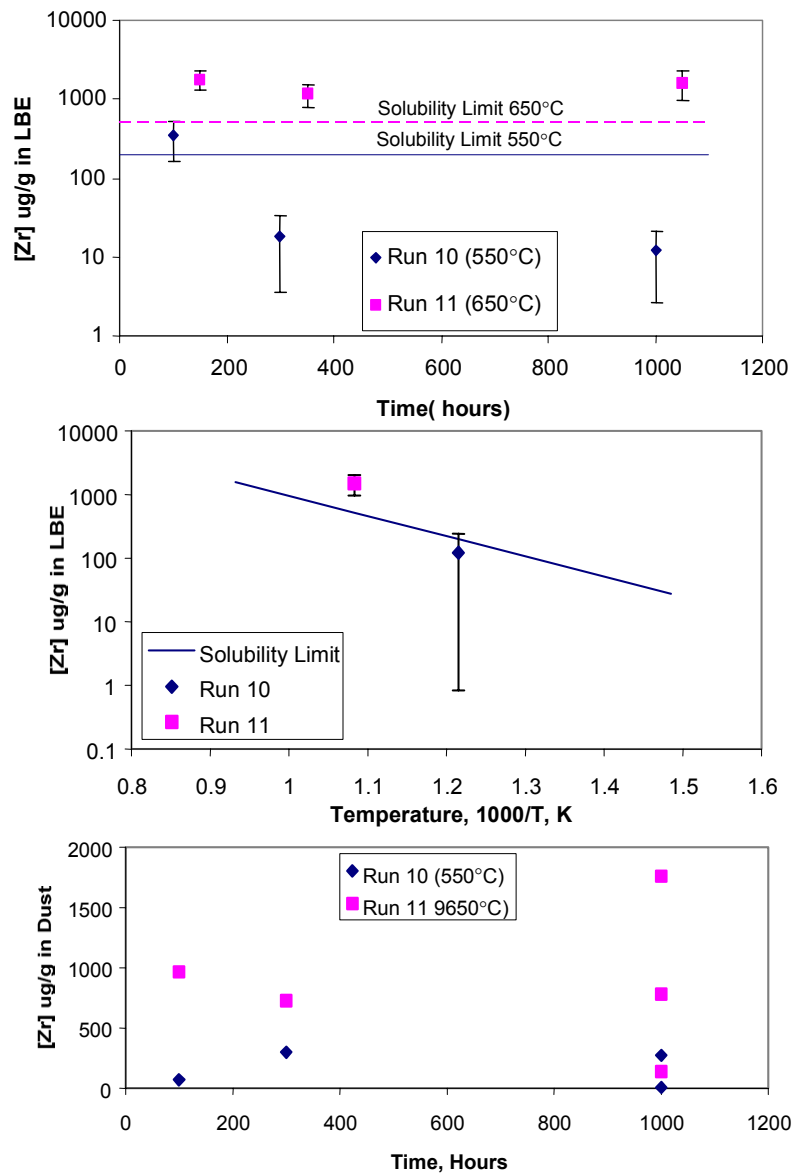 10000
1000
100
10
1
[Zr] ug/g in LBE
Solubility Limit 650°C
Solubility Limit 550°C
Run 10 (550°C)
Run 11 (650°C)
0 200 400 600 800 1000 1200
Time( hours)
10000
1000
100
10
1
0.1
[Zr] ug/g in LBE
Solubility Limit
Run 10
Run 11
0.8 0.9 1 1.1 1.2 1.3 1.4 1.5 1.6
Temperature, 1000/T, K
2000
1500
1000
500
0
[Zr] ug/g in Dust
Run 10 (550°C)
Run 11 9650°C)
0 200 400 600 800 1000 1200
Time, Hours